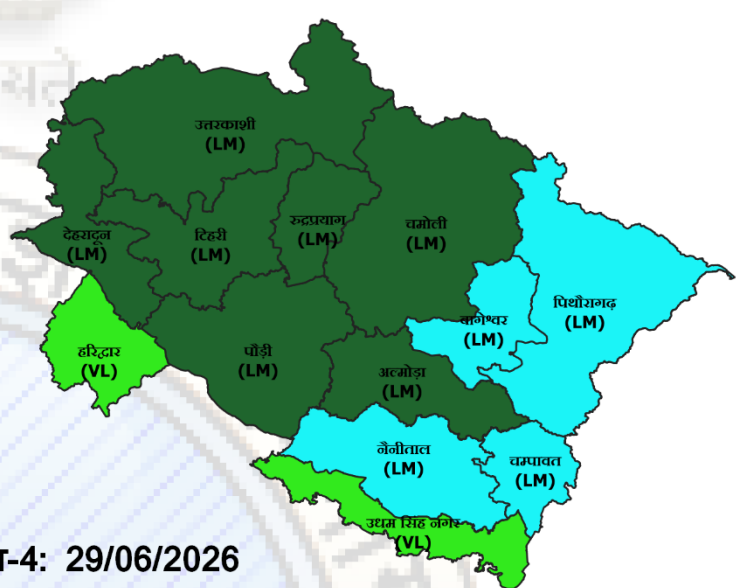 उत्तरकाशी
(LM)
देहरादून
(LM)
टिहरी
(LM)
रुद्रप्रयाग
(LM)
चमोली
(LM)
पिथौरागढ़
(LM)
बागेश्वर
(LM)
हरिद्वार
(VL)
पौड़ी
(LM)
अल्मोड़ा
(LM)
नैनीताल
(LM)
चम्पावत
(LM)
उधम सिंह नगर
(VL)
-4: 29/06/2026